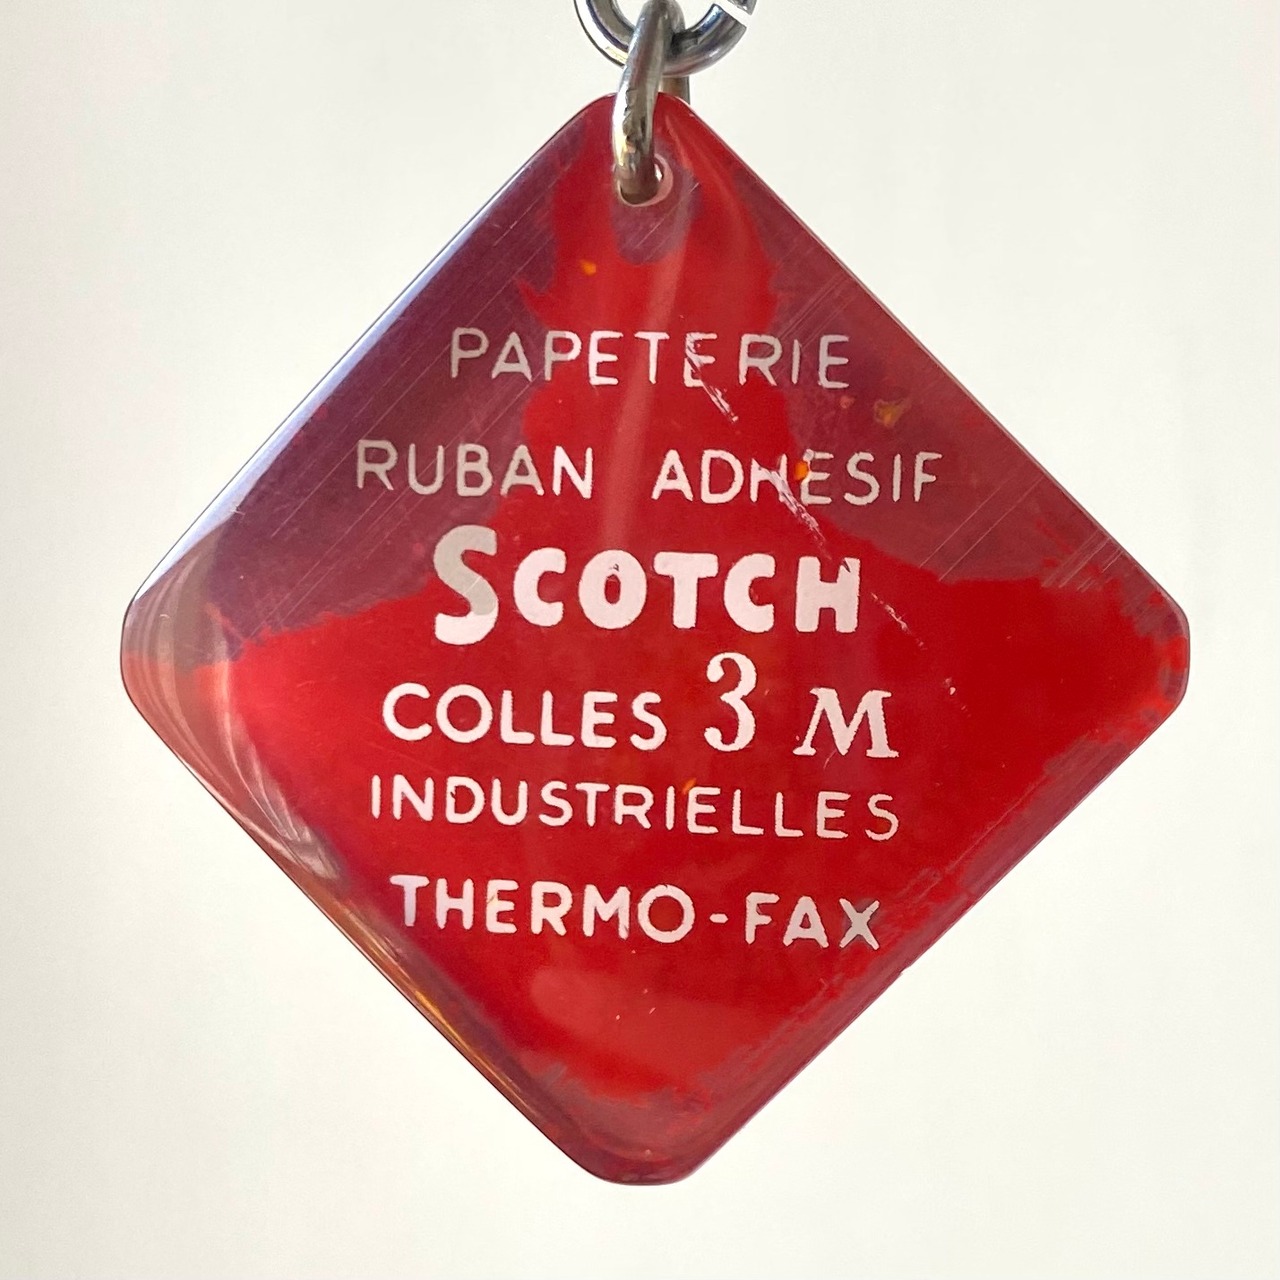 PAPETERIE
RUBAN ADHESIF
SCOTCH
COLLES 3 M
INDUSTRIELLES
THERMO-FAX